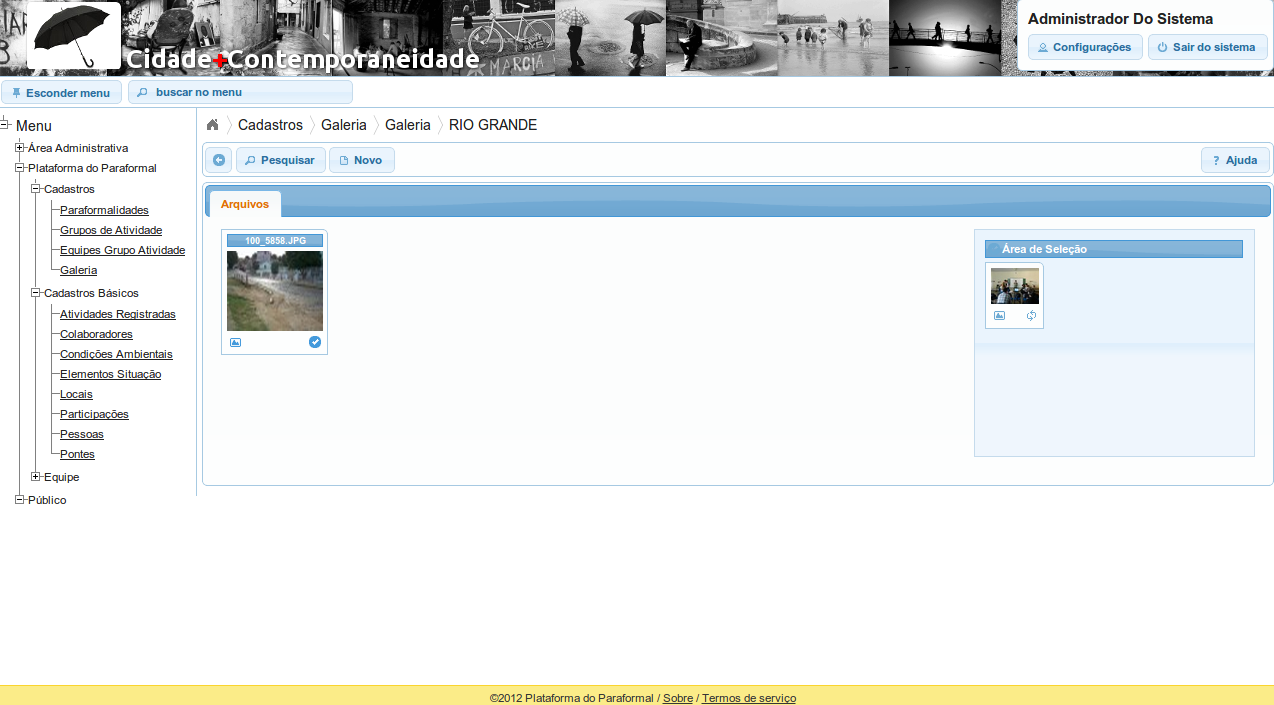 Cidade+Contemporaneidade
MARCIA
Administrador Do Sistema
Configurações
Sair do sistema
Esconder menu
buscar no menu
Menu
Área Administrativa
Plataforma do Paraformal
Cadastros
Paraformalidades
Grupos de Atividade
Equipes Grupo Atividade
Galeria
Cadastros Básicos
Atividades Registradas
Colaboradores
Condições Ambientais
Elementos Situação
Locais
Participações
Pessoas
Pontes
Equipe
Público
Cadastros Galeria Galeria RIO GRANDE
Pesquisar
Novo
? Ajuda
Arquivos
100_5858.JPG
Área de Seleção
©2012 Plataforma do Paraformal / Sobre / Termos de serviço